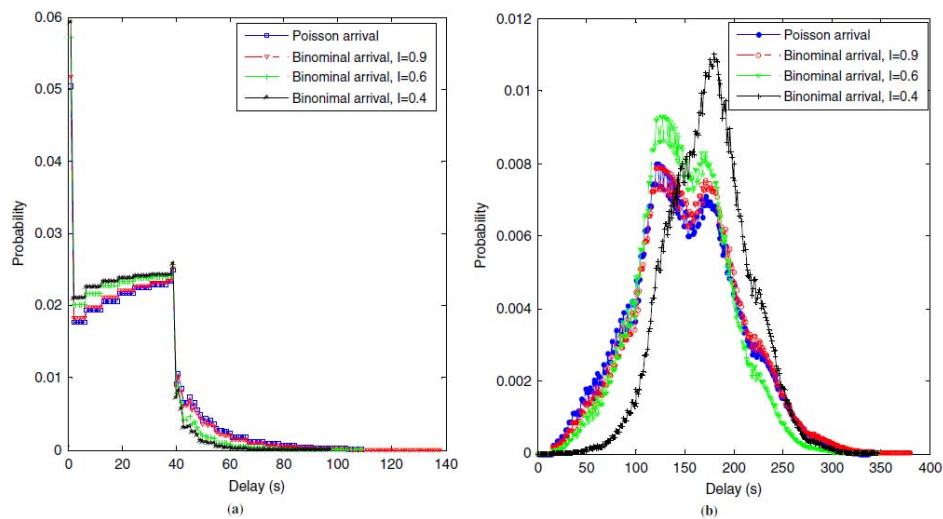 0.06
0.05
0.04
0.03
0.02
0.01
0
Probability
0 20 40 60 80 100 120 140
Delay (s)
(a)
Poisson arrival
Binominal arrival, I=0.9
Binominal arrival, I=0.6
Binonimal arrival, I=0.4
0.012
0.010
0.008
0.006
0.004
0.002
0.000
Probability
0 50 100 150 200 250 300 350 400
Delay (s)
(b)
Poisson arrival
Binominal arrival, I=0.9
Binominal arrival, I=0.6
Binonimal arrival, I=0.4